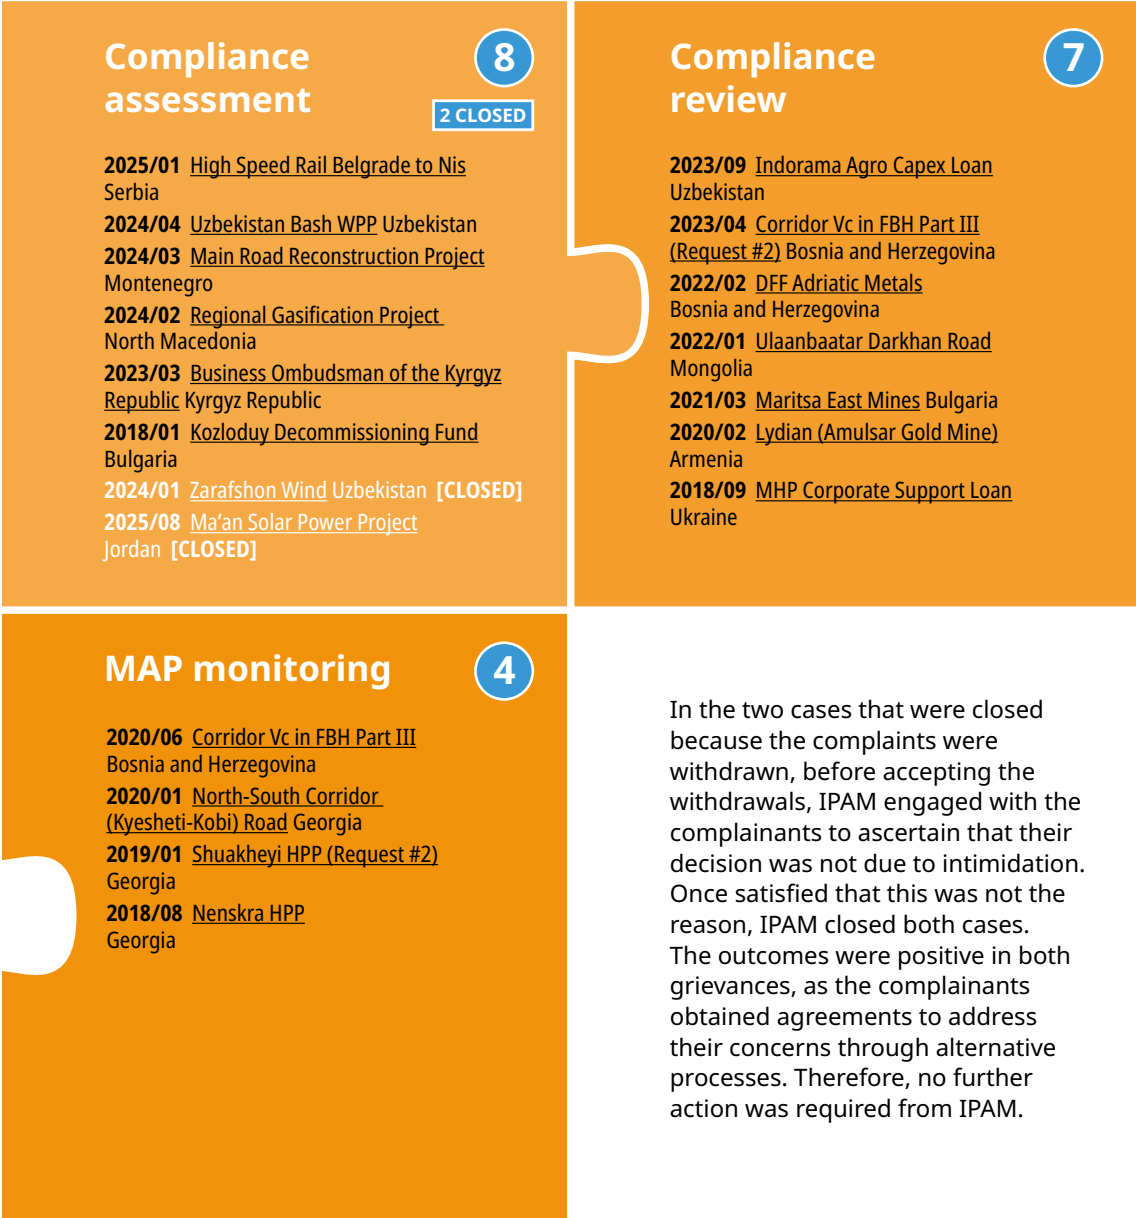 Compliance
assessment
8
2 CLOSED
2025/01 High Speed Rail Belgrade to Nis
Serbia
2024/04 Uzbekistan Bash WPP Uzbekistan
2024/03 Main Road Reconstruction Project
Montenegro
2024/02 Regional Gasification Project
North Macedonia
2023/03 Business Ombudsman of the Kyrgyz
Republic Kyrgyz Republic
2018/01 Kozloduy Decommissioning Fund
Bulgaria
2024/01 Zarafshon Wind Uzbekistan [CLOSED]
2025/08 Ma’an Solar Power Project
Jordan [CLOSED]
Compliance
review
7
2023/09 Indorama Agro Capex Loan
Uzbekistan
2023/04 Corridor Vc in FBH Part III
(Request #2) Bosnia and Herzegovina
2022/02 DFF Adriatic Metals
Bosnia and Herzegovina
2022/01 Ulaanbaatar Darkhan Road
Mongolia
2021/03 Maritsa East Mines Bulgaria
2020/02 Lydian (Amulsar Gold Mine)
Armenia
2018/09 MHP Corporate Support Loan
Ukraine
MAP monitoring
4
2020/06 Corridor Vc in FBH Part III
Bosnia and Herzegovina
2020/01 North-South Corridor
(Kyesheti-Kobi) Road Georgia
2019/01 Shuakheyi HPP (Request #2)
Georgia
2018/08 Nenskra HPP
Georgia
In the two cases that were closed
because the complaints were
withdrawn, before accepting the
withdrawals, IPAM engaged with the
complainants to ascertain that their
decision was not due to intimidation.
Once satisfied that this was not the
reason, IPAM closed both cases.
The outcomes were positive in both
grievances, as the complainants
obtained agreements to address
their concerns through alternative
processes. Therefore, no further
action was required from IPAM.